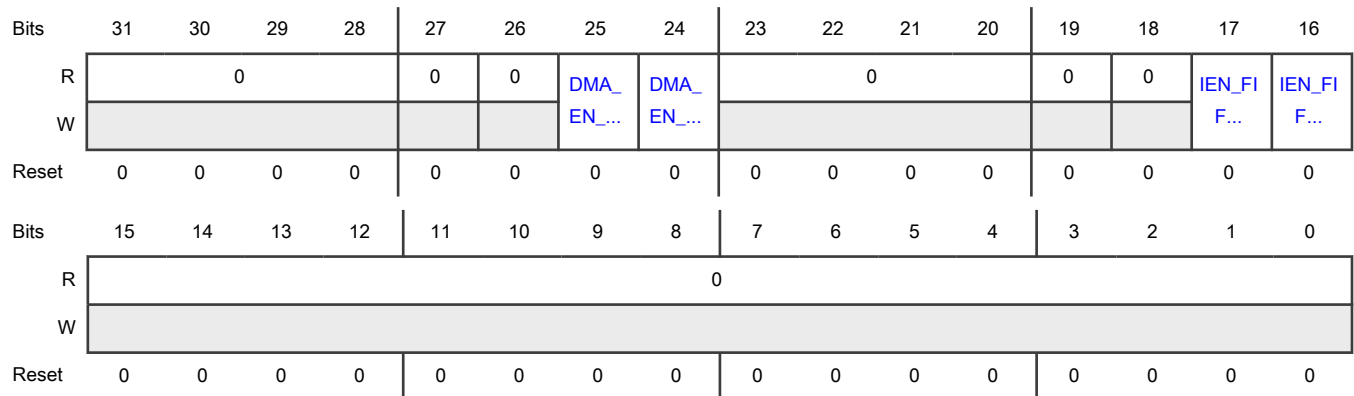 Bits 31 30 29 28 27 26 25 24 23 22 21 20 19 18 17 16
R 0 0 0 DMA_ DMA_ 0 0 0 IEN_FI IEN_FI
EN_... EN_... F... F...
W
Reset 0 0 0 0 0 0 0 0 0 0 0 0 0 0 0 0
Bits 15 14 13 12 11 10 9 8 7 6 5 4 3 2 1 0
R 0
W
Reset 0 0 0 0 0 0 0 0 0 0 0 0 0 0 0 0